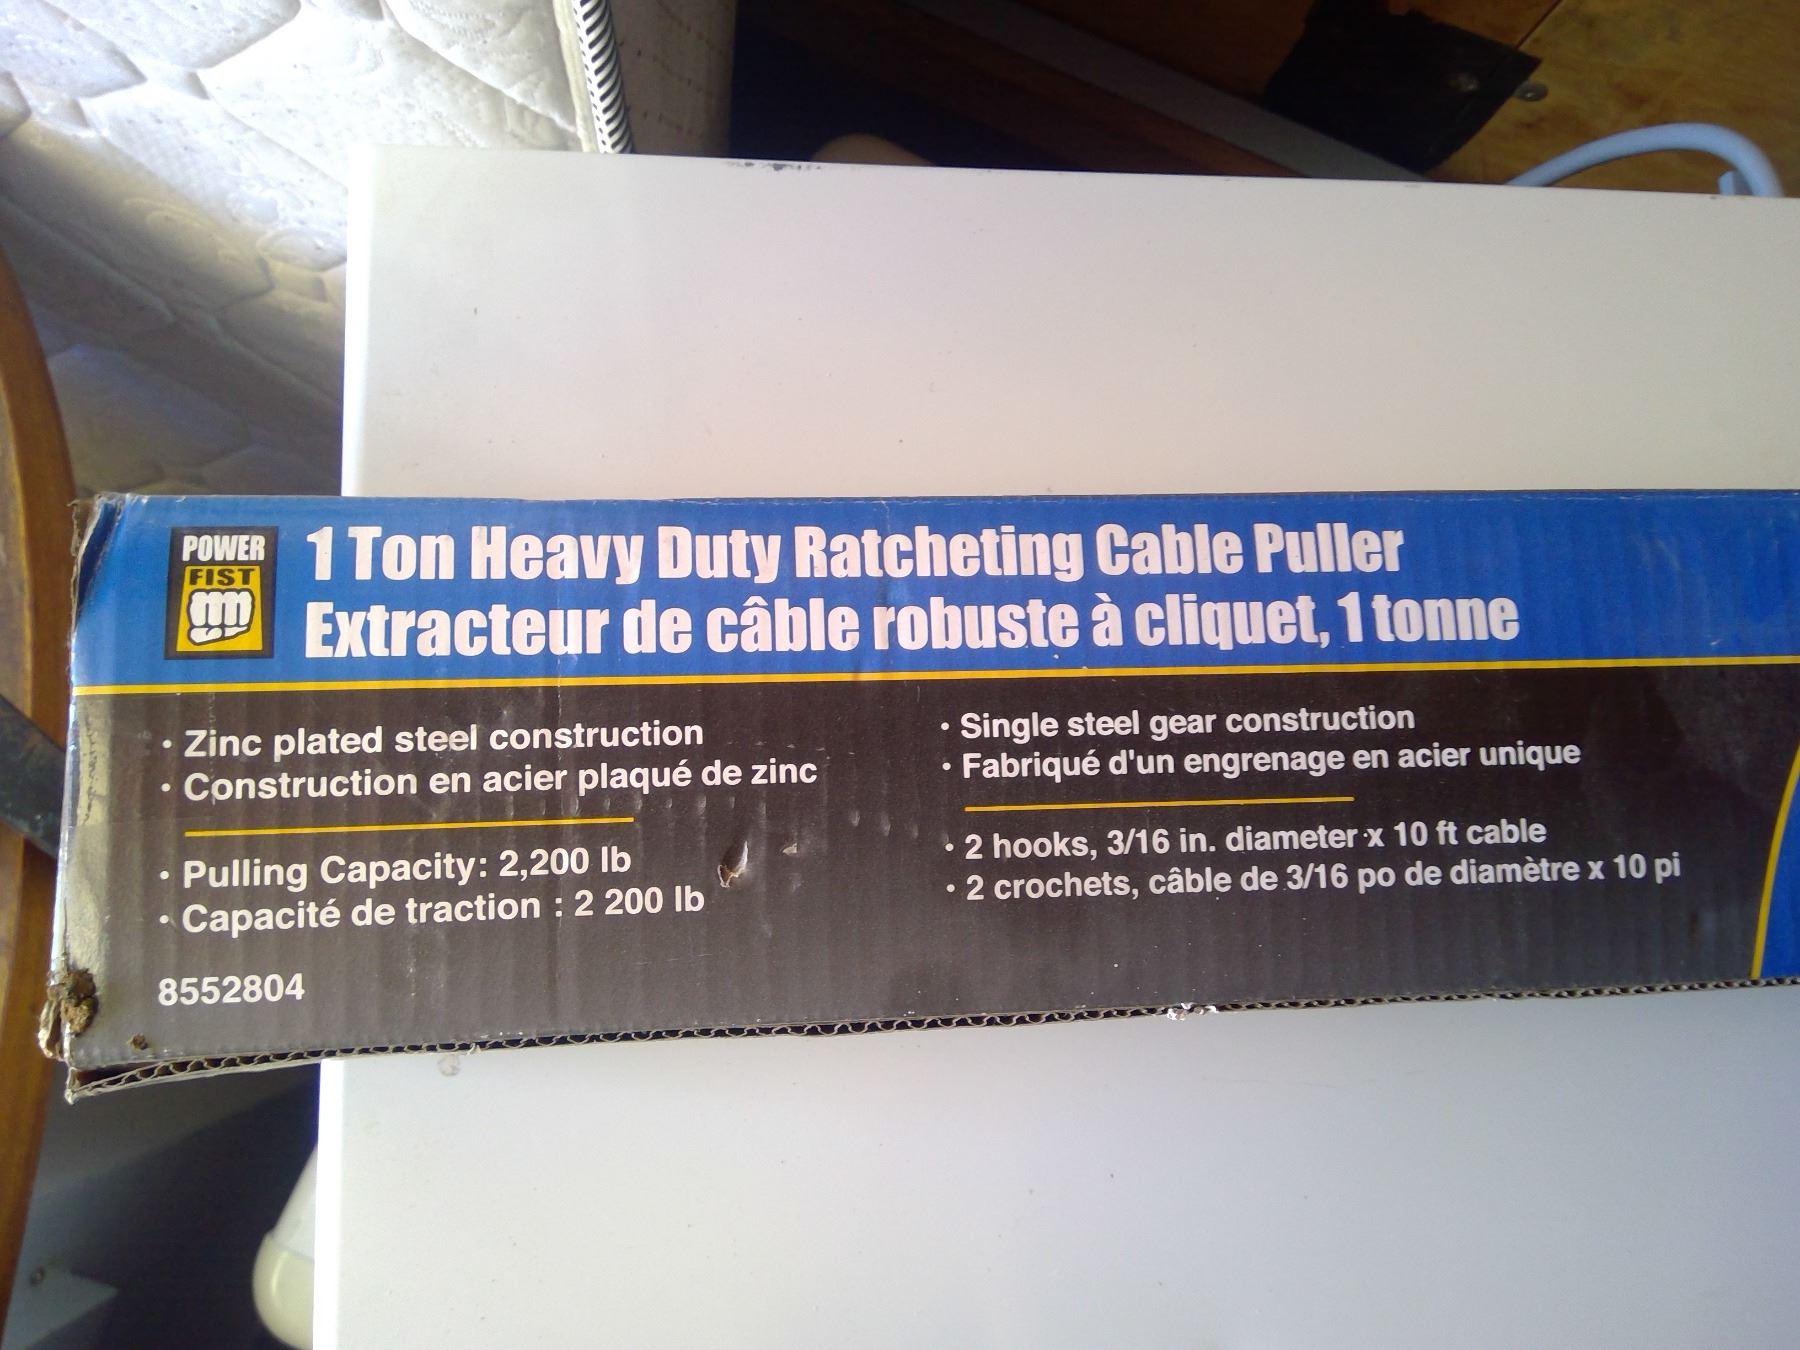 POWER
FIST
1 Ton Heavy Duty Ratcheting Cable Puller
Extracteur de câble robuste à cliquet, 1 tonne
• Zinc plated steel construction
• Construction en acier plaqué de zinc
• Pulling Capacity: 2,200 lb
• Capacité de traction : 2 200 lb
8552804
• Single steel gear construction
• Fabriqué d'un engrenage en acier unique
• 2 hooks, 3/16 in. diameter x 10 ft cable
• 2 crochets, câble de 3/16 po de diamètre x 10 pi